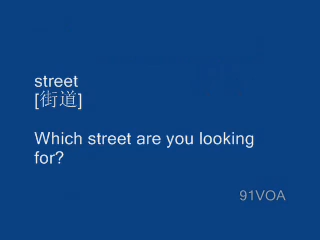 street
[街道]
Which street are you looking
for?
91VOA